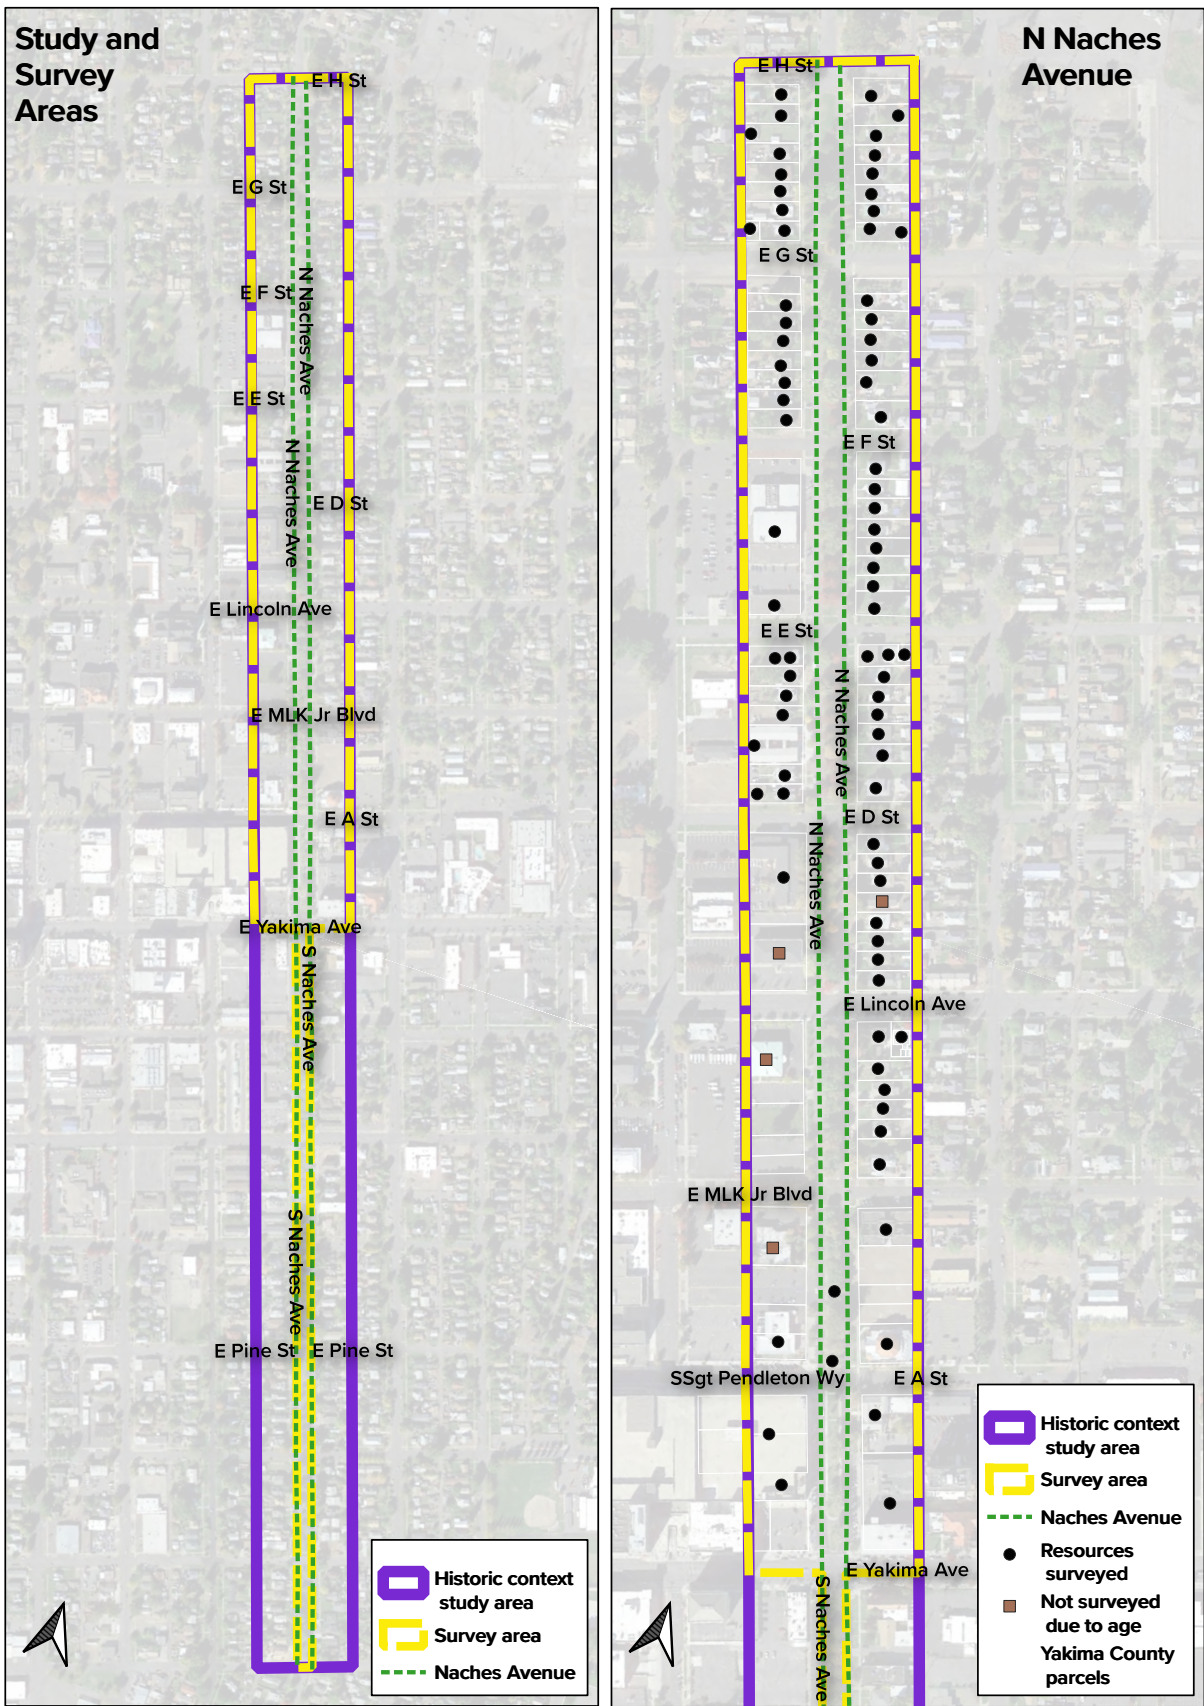 Study and
Survey
Areas
E H St
E G St
N Naches Ave
E F St
E E St
N Naches Ave
E D St
E Lincoln Ave
E MLK Jr Blvd
E A St
E Yakima Ave
S Naches Ave
S Naches Ave
E Pine St
E Pine St
Historic context
study area
Survey area
Naches Avenue
N Naches
Avenue
E H St
E G St
E F St
E E St
N Naches Ave
E D St
N Naches Ave
E Lincoln Ave
E MLK Jr Blvd
SSgt Pendleton Wy
E A St
E Yakima Ave
S Naches Ave
Historic context
study area
Survey area
Naches Avenue
Resources
surveyed
Not surveyed
due to age
Yakima County
parcels